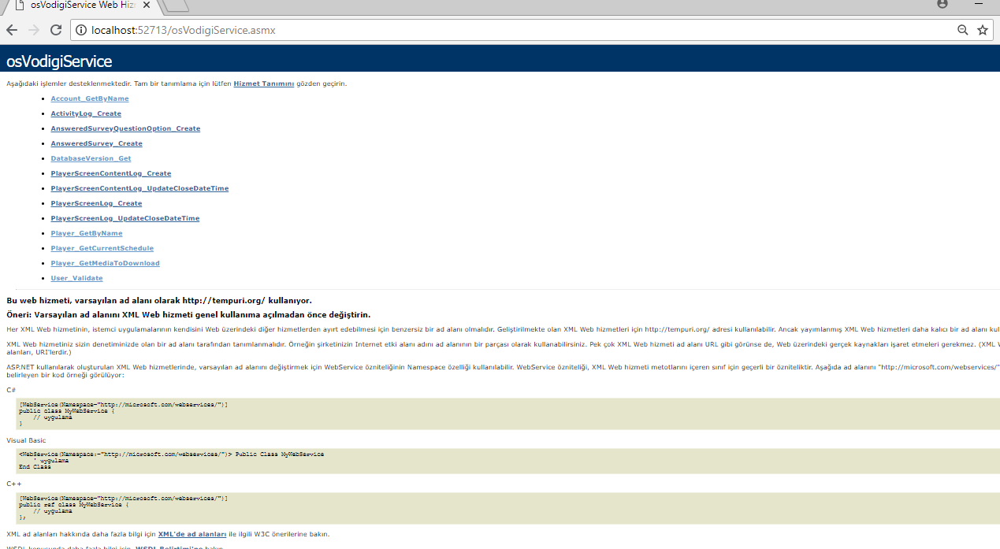 osVodigiService Web Hiz
localhost:52713/osVodigiService.asmx
osVodigiService
Aşağıdaki işlemler desteklenmektedir. Tam bir tanımlama için lütfen Hizmet Tanımını gözden geçirin.
Account_GetByName
ActivityLog_Create
AnsweredSurveyQuestionOption_Create
AnsweredSurvey_Create
DatabaseVersion_Get
PlayerScreenContentLog_Create
PlayerScreenContentLog_UpdateCloseDateTime
PlayerScreenLog_Create
PlayerScreenLog_UpdateCloseDateTime
Player_GetByName
Player_GetCurrentSchedule
Player_GetMediaToDownload
User_Validate
Bu web hizmeti, varsayılan ad alanı olarak http://tempuri.org/ kullanıyor.
Öneri: Varsayılan ad alanını XML Web hizmeti genel kullanıma açılmadan önce değiştirin.
Her XML Web hizmetinin, istemci uygulamalarının kendisini Web üzerindeki diğer hizmetlerden ayırt edebilmesi için benzersiz bir ad alanı olmalıdır. Geliştirilmekte olan XML Web hizmetleri için http://tempuri.org/ adresi kullanılabilir. Ancak yayımlanmış XML Web hizmetleri daha kalıcı bir ad alanı kul
XML Web hizmetiniz sizin denetiminizde olan bir ad alanı tarafından tanımlanmalıdır. Örneğin şirketinizin Internet etki alanı adını ad alanının bir parçası olarak kullanabilirsiniz. Pek çok XML Web hizmeti ad alanı URL gibi görünse de, Web üzerindeki gerçek kaynakları işaret etmeleri gerekmez. (XML W
alanları, URI'lerdir.)
ASP.NET kullanılarak oluşturulan XML Web hizmetlerinde, varsayılan ad alanını değiştirmek için WebService özniteliğinin Namespace özelliği kullanılabilir. WebService özniteliği, XML Web hizmeti metotlarını içeren sınıf için geçerli bir özniteliktir. Aşağıda ad alanını "http://microsoft.com/webservices/"
belirleyen bir kod örneği görülüyor:
C#
[WebService(Namespace="http://microsoft.com/webservices/")]
public class MyWebService {
// uygulama
}
Visual Basic
<WebService(Namespace:="http://microsoft.com/webservices/")> Public Class MyWebService
' uygulama
End Class
C++
[WebService(Namespace="http://microsoft.com/webservices/")]
public ref class MyWebService {
// uygulama
};
XML ad alanları hakkında daha fazla bilgi için XML'de ad alanları ile ilgili W3C önerilerine bakın.
WSDL konusunda daha fazla bilgi için, WSDL Belirtimi'ne bakın.